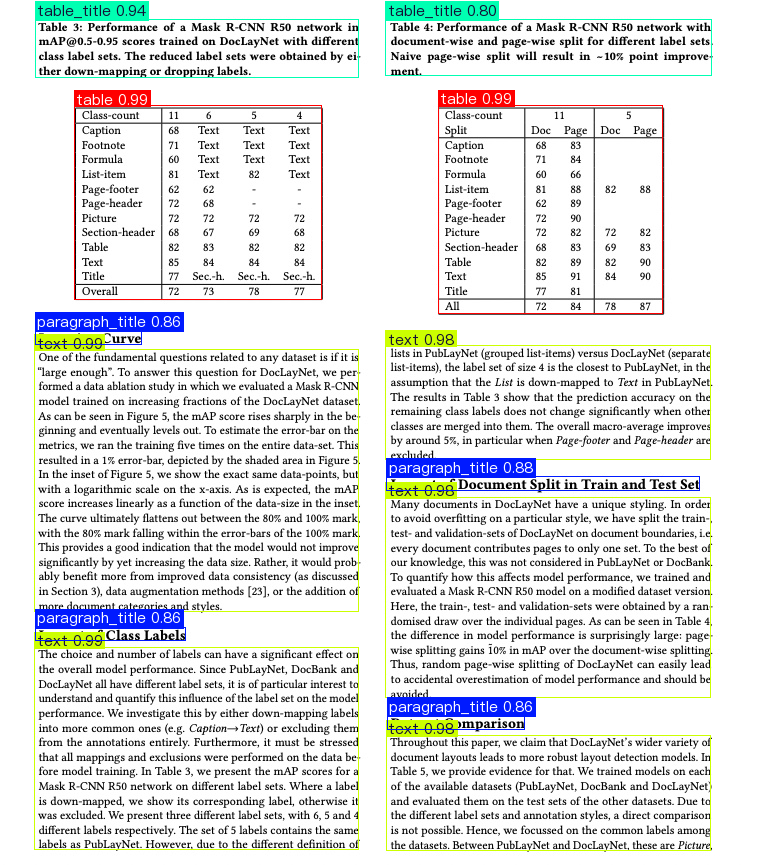 table_title 0.94
Table 3: Performance of a Mask R-CNN R50 network in
mAP@0.5-0.95 scores trained on DocLayNet with different
class label sets. The reduced label sets were obtained by ei-
ther down-mapping or dropping labels.
table 0.99
Class-count 11 6 5 4
Caption 68 Text Text Text
Footnote 71 Text Text Text
Formula 60 Text Text Text
List-item 81 Text 82 Text
Page-footer 62 62 - -
Page-header 72 68 - -
Picture 72 72 72 72
Section-header 68 67 69 68
Table 82 83 82 82
Text 85 84 84 84
Title 77 Sec.-h. Sec.-h. Sec.-h.
Overall 72 73 78 77
paragraph_title 0.86
Curve
text 0.99
One of the fundamental questions related to any dataset is if it is
“large enough”. To answer this question for DocLayNet, we per-
formed a data ablation study in which we evaluated a Mask R-CNN
model trained on increasing fractions of the DocLayNet dataset.
As can be seen in Figure 5, the mAP score rises sharply in the be-
ginning and eventually levels out. To estimate the error-bar on the
metrics, we ran the training five times on the entire data-set. This
resulted in a 1% error-bar, depicted by the shaded area in Figure 5.
In the inset of Figure 5, we show the exact same data-points, but
with a logarithmic scale on the x-axis. As is expected, the mAP
score increases linearly as a function of the data-size in the inset.
The curve ultimately flattens out between the 80% and 100% mark,
with the 80% mark falling within the error-bars of the 100% mark.
This provides a good indication that the model would not improve
significantly by yet increasing the data size. Rather, it would prob-
ably benefit more from improved data consistency (as discussed
in Section 3), data augmentation methods [23], or the addition of
more document categories and styles.
paragraph_title 0.86
Class Labels
text 0.99
The choice and number of labels can have a significant effect on
the overall model performance. Since PubLayNet, DocBank and
DocLayNet all have different label sets, it is of particular interest to
understand and quantify this influence of the label set on the model
performance. We investigate this by either down-mapping labels
into more common ones (e.g. Caption→Text) or excluding them
from the annotations entirely. Furthermore, it must be stressed
that all mappings and exclusions were performed on the data be-
fore model training. In Table 3, we present the mAP scores for a
Mask R-CNN R50 network on different label sets. Where a label
is down-mapped, we show its corresponding label, otherwise it
was excluded. We present three different label sets, with 6, 5 and 4
different labels respectively. The set of 5 labels contains the same
labels as PubLayNet. However, due to the different definition of
table_title 0.80
Table 4: Performance of a Mask R-CNN R50 network with
document-wise and page-wise split for different label sets.
Naive page-wise split will result in ~10% point improve-
ment.
table 0.99
Class-count 11 5
Split Doc Page Doc Page
Caption 68 83
Footnote 71 84
Formula 60 66
List-item 81 88 82 88
Page-footer 62 89
Page-header 72 90
Picture 72 82 72 82
Section-header 68 83 69 83
Table 82 89 82 90
Text 85 91 84 90
Title 77 81
All 72 84 78 87
text 0.98
lists in PubLayNet (grouped list-items) versus DocLayNet (separate
list-items), the label set of size 4 is the closest to PubLayNet, in the
assumption that the List is down-mapped to Text in PubLayNet.
The results in Table 3 show that the prediction accuracy on the
remaining class labels does not change significantly when other
classes are merged into them. The overall macro-average improves
by around 5%, in particular when Page-footer and Page-header are
excluded.
paragraph_title 0.88
of Document Split in Train and Test Set
text 0.98
Many documents in DocLayNet have a unique styling. In order
to avoid overfitting on a particular style, we have split the train-,
test- and validation-sets of DocLayNet on document boundaries, i.e.
every document contributes pages to only one set. To the best of
our knowledge, this was not considered in PubLayNet or DocBank.
To quantify how this affects model performance, we trained and
evaluated a Mask R-CNN R50 model on a modified dataset version.
Here, the train-, test- and validation-sets were obtained by a ran-
domised draw over the individual pages. As can be seen in Table 4,
the difference in model performance is surprisingly large: page-
wise splitting gains 10% in mAP over the document-wise splitting.
Thus, random page-wise splitting of DocLayNet can easily lead
to accidental overestimation of model performance and should be
avoided.
paragraph_title 0.86
Comparison
text 0.98
Throughout this paper, we claim that DocLayNet’s wider variety of
document layouts leads to more robust layout detection models. In
Table 5, we provide evidence for that. We trained models on each
of the available datasets (PubLayNet, DocBank and DocLayNet)
and evaluated them on the test sets of the other datasets. Due to
the different label sets and annotation styles, a direct comparison
is not possible. Hence, we focussed on the common labels among
the datasets. Between PubLayNet and DocLayNet, these are Picture,